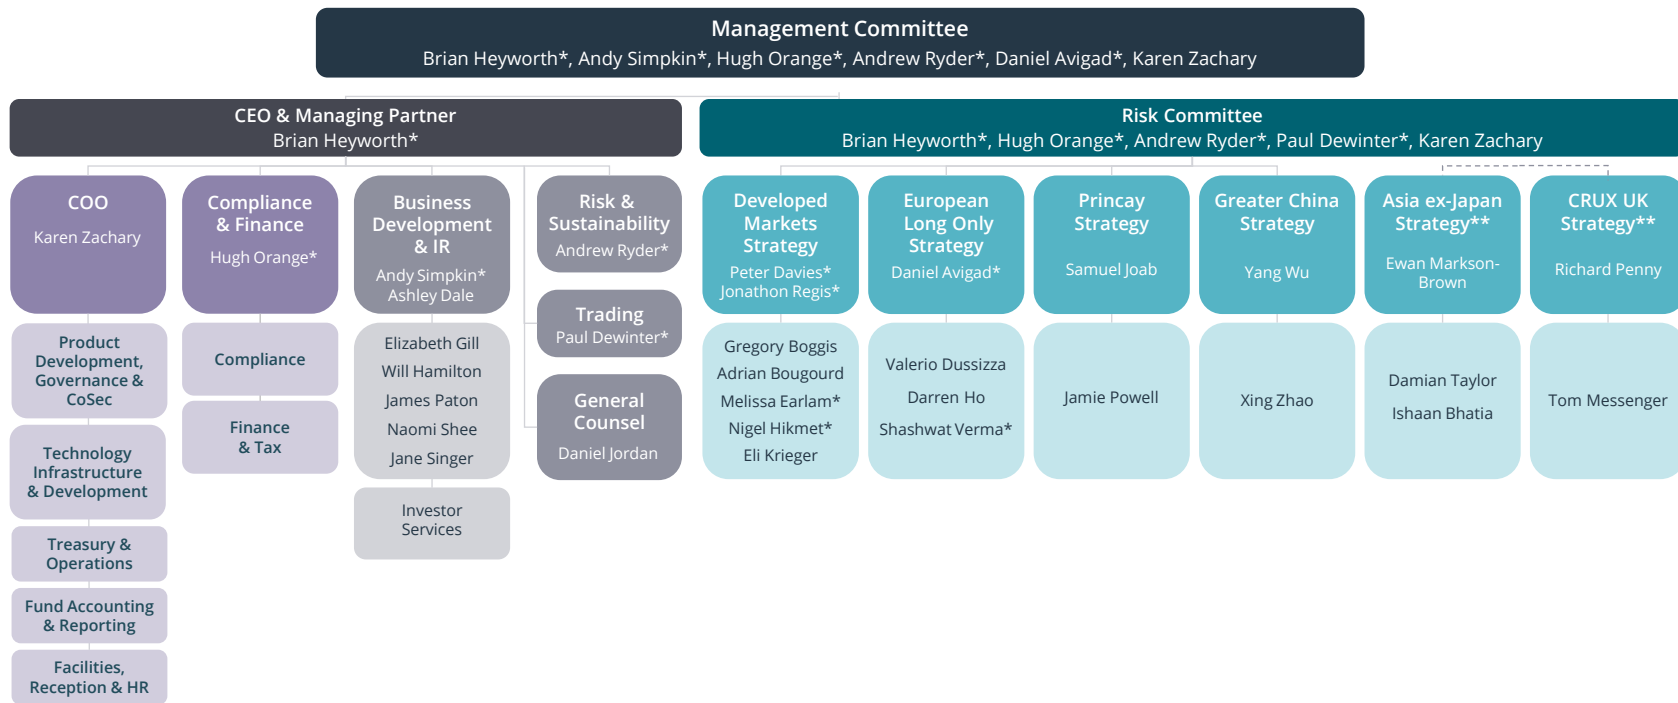 Management Committee
Brian Heyworth*, Andy Simpkin*, Hugh Orange*, Andrew Ryder*, Daniel Avigad*, Karen Zachary
CEO & Managing Partner
Brian Heyworth*
Risk Committee
Brian Heyworth*, Hugh Orange*, Andrew Ryder*, Paul Dewinter*, Karen Zachary
COO
Karen Zachary
Product
Development,
Governance &
CoSec
Technology
Infrastructure
& Development
Treasury &
Operations
Fund Accounting
& Reporting
Facilities,
Reception & HR
Compliance
& Finance
Hugh Orange*
Compliance
Finance
& Tax
Business
Development
& IR
Andy Simpkin*
Ashley Dale
Elizabeth Gill
Will Hamilton
James Paton
Naomi Shee
Jane Singer
Investor
Services
Risk &
Sustainability
Andrew Ryder*
Trading
Paul Dewinter*
General
Counsel
Daniel Jordan
Developed
Markets
Strategy
Peter Davies*
Jonathon Regis*
Gregory Boggis
Adrian Bougourd
Melissa Earlam*
Nigel Hikmet*
Eli Krieger
European
Long Only
Strategy
Daniel Avigad*
Valerio Dussizza
Darren Ho
Shashwat Verma*
Princay
Strategy
Samuel Joab
Jamie Powell
Greater China
Strategy
Yang Wu
Xing Zhao
Asia ex-Japan
Strategy**
Ewan Markson-
Brown
Damian Taylor
Ishaan Bhatia
CRUX UK
Strategy**
Richard Penny
Tom Messenger